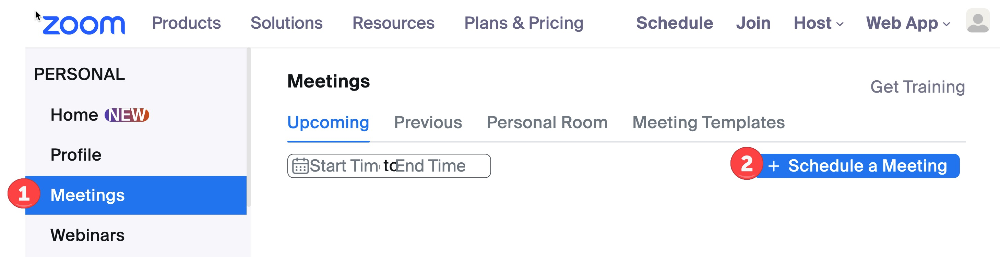 zoom Products Solutions Resources Plans & Pricing Schedule Join Host Web App
PERSONAL
Home NEW
Profile
1 Meetings
Webinars
Meetings
Get Training
Upcoming Previous Personal Room Meeting Templates
Start Tim to End Time
2 + Schedule a Meeting